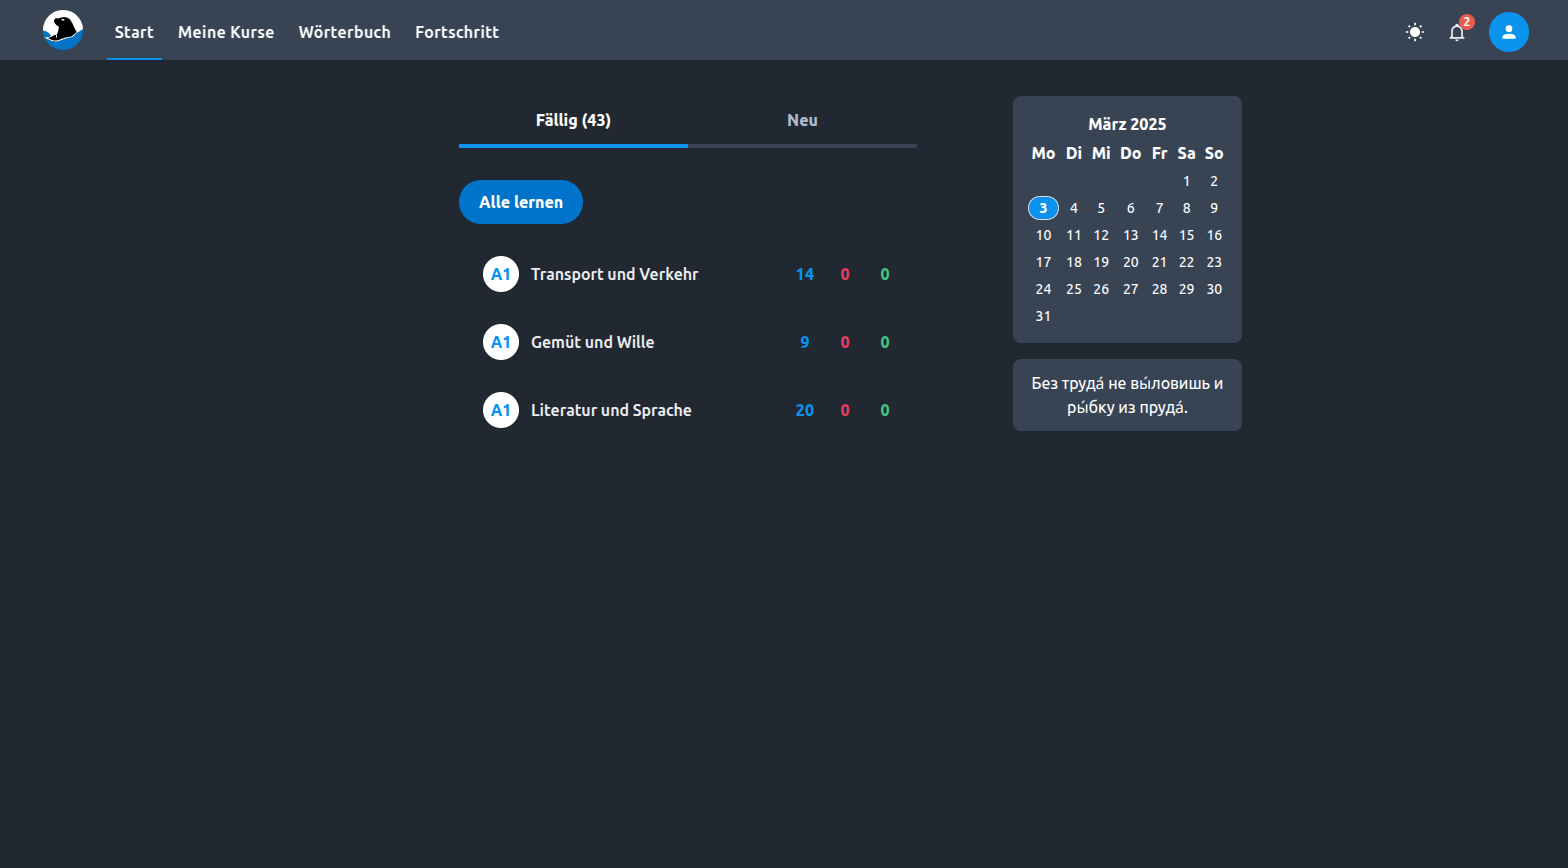 Start Meine Kurse Wörterbuch Fortschritt 2
Fällig (43) Neu
Alle lernen
A1 Transport und Verkehr 14 0 0
A1 Gemüt und Wille 9 0 0
A1 Literatur und Sprache 20 0 0
März 2025
Mo Di Mi Do Fr Sa So
1 2
3 4 5 6 7 8 9
10 11 12 13 14 15 16
17 18 19 20 21 22 23
24 25 26 27 28 29 30
31
Без труда́ не вы́ловишь и
ры́бку из пруда́.